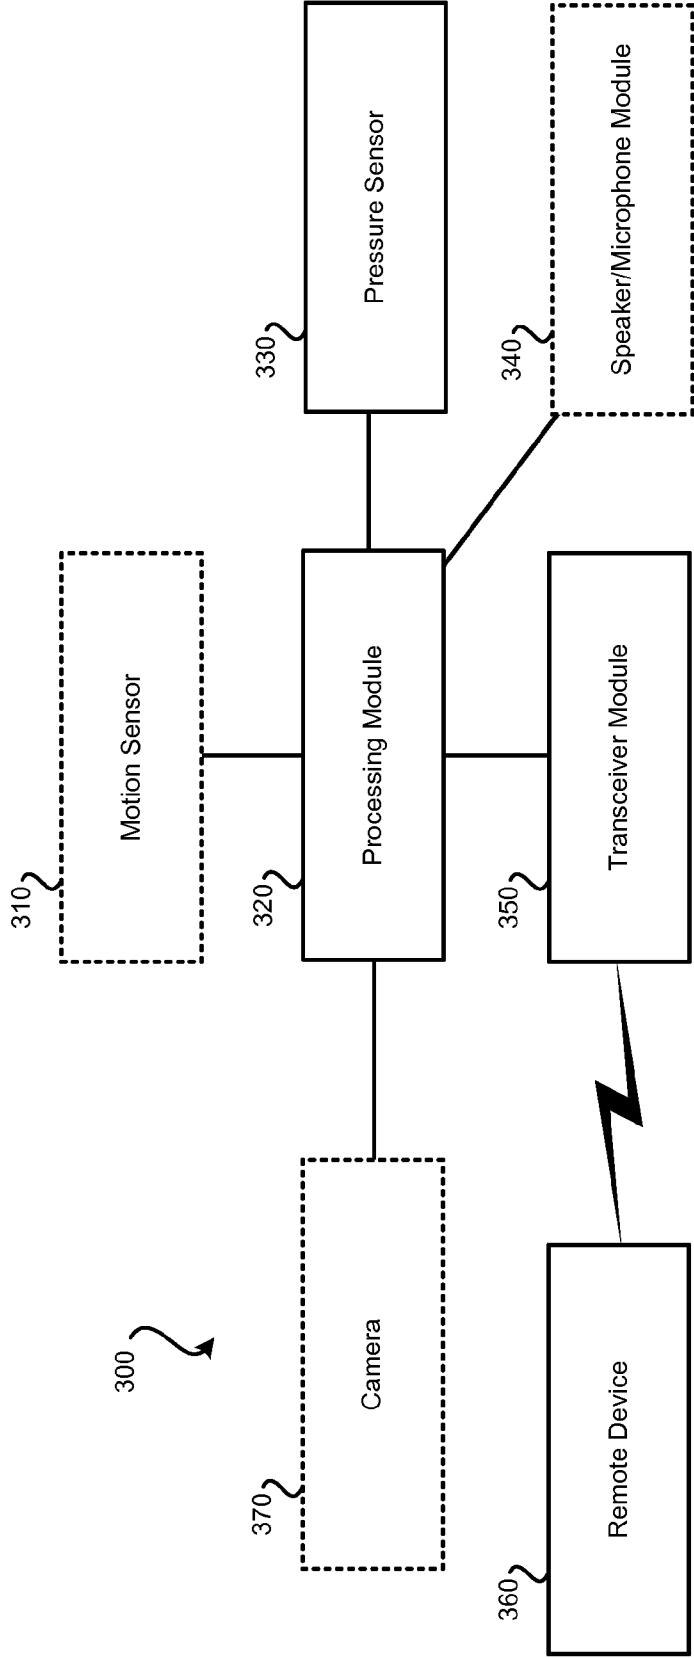 300
310
Motion Sensor
370
Camera
320
Processing Module
330
Pressure Sensor
360
Remote Device
350
Transceiver Module
340
Speaker/Microphone Module